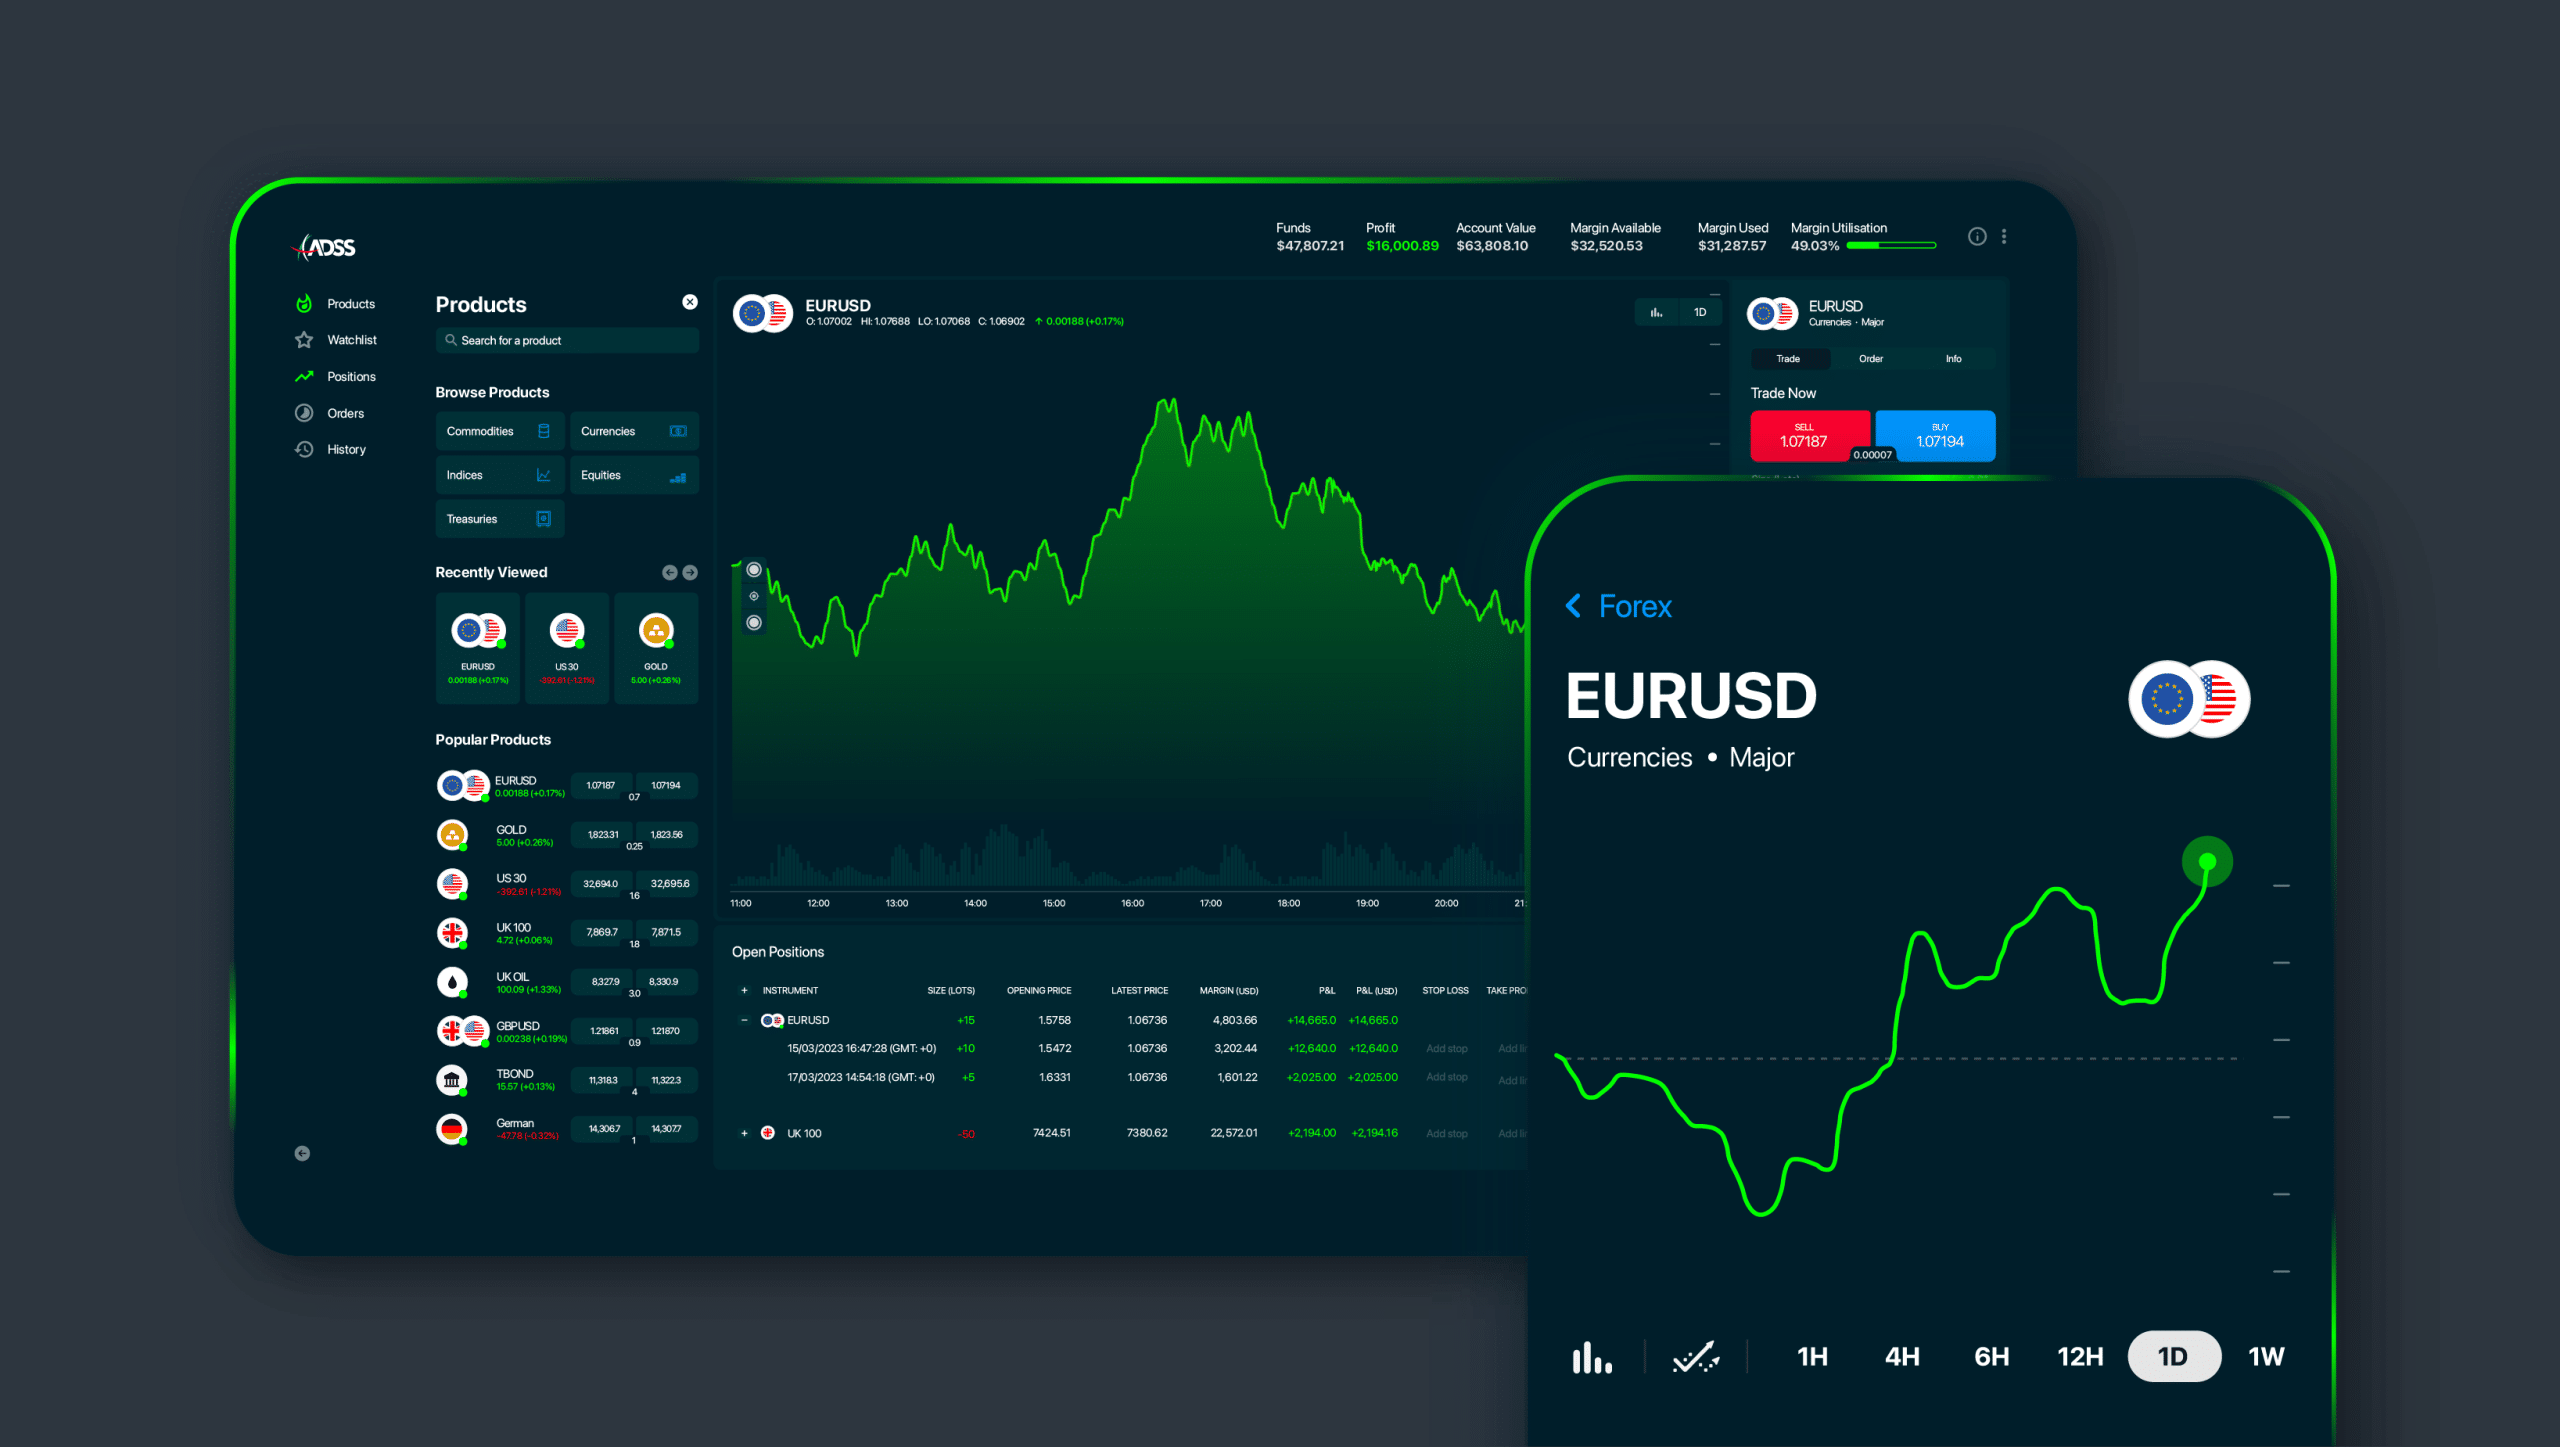 ADSS
Funds Profit Account Value Margin Available Margin Used Margin Utilisation
$47,807.21 $16,000.89 $63,808.10 $32,520.53 $31,287.57 49.03%
Products
Watchlist
Positions
Orders
History
Products
Search for a product
Browse Products
Commodities Currencies
Indices Equities
Treasuries
Recently Viewed
EURUSD US 30 GOLD
0.00188 (+0.17%) -392.61 (-1.21%) 5.00 (+0.26%)
Popular Products
EURUSD
0.00188 (+0.17%) 1.07187 1.07194
0.7
GOLD
5.00 (+0.26%) 1,823.31 1,823.56
0.25
US 30
-392.61 (-1.21%) 32,694.0 32,695.6
1.6
UK 100
4.72 (+0.06%) 7,869.7 7,871.5
1.8
UK OIL
100.09 (+1.33%) 8,327.9 8,330.9
3.0
GBPUSD
0.00238 (+0.19%) 1.21861 1.21870
0.9
TBOND
15.57 (+0.13%) 11,318.3 11,322.3
4
German
-47.78 (-0.32%) 14,306.7 14,307.7
1
EURUSD
O: 1.07002 HI: 1.07688 LO: 1.07068 C: 1.06902 ↑ 0.00188 (+0.17%)
1D
11:00 12:00 13:00 14:00 15:00 16:00 17:00 18:00 19:00 20:00 21:
Open Positions
+ INSTRUMENT SIZE (LOTS) OPENING PRICE LATEST PRICE MARGIN (USD) P&L P&L (USD) STOP LOSS TAKE PRO
− EURUSD +15 1.5758 1.06736 4,803.66 +14,665.0 +14,665.0
15/03/2023 16:47:28 (GMT: +0) +10 1.5472 1.06736 3,202.44 +12,640.0 +12,640.0 Add stop Add li
17/03/2023 14:54:18 (GMT: +0) +5 1.6331 1.06736 1,601.22 +2,025.00 +2,025.00 Add stop Add li
+ UK 100 -50 7424.51 7380.62 22,572.01 +2,194.00 +2,194.16 Add stop Add li
EURUSD
Currencies · Major
Trade Order Info
Trade Now
SELL BUY
1.07187 1.07194
0.00007
Forex
EURUSD
Currencies • Major
1H 4H 6H 12H 1D 1W